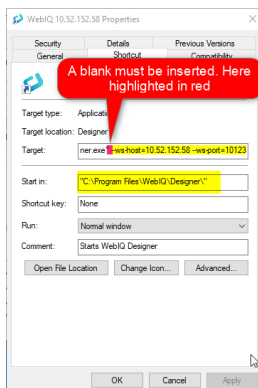 WebIQ 10.52.152.58 Properties
Security Details Previous Versions
General Shortcut Compatibility
A blank must be inserted. Here
highlighted in red
Target type: Applicatio
Target location: Designer
Target: ner.exe" --ws-host=10.52.152.58 --ws-port=10123
Start in: "C:\Program Files\WebIQ\Designer\"
Shortcut key: None
Run: Normal window
Comment: Starts WebIQ Designer
Open File Location Change Icon... Advanced...
OK Cancel Apply